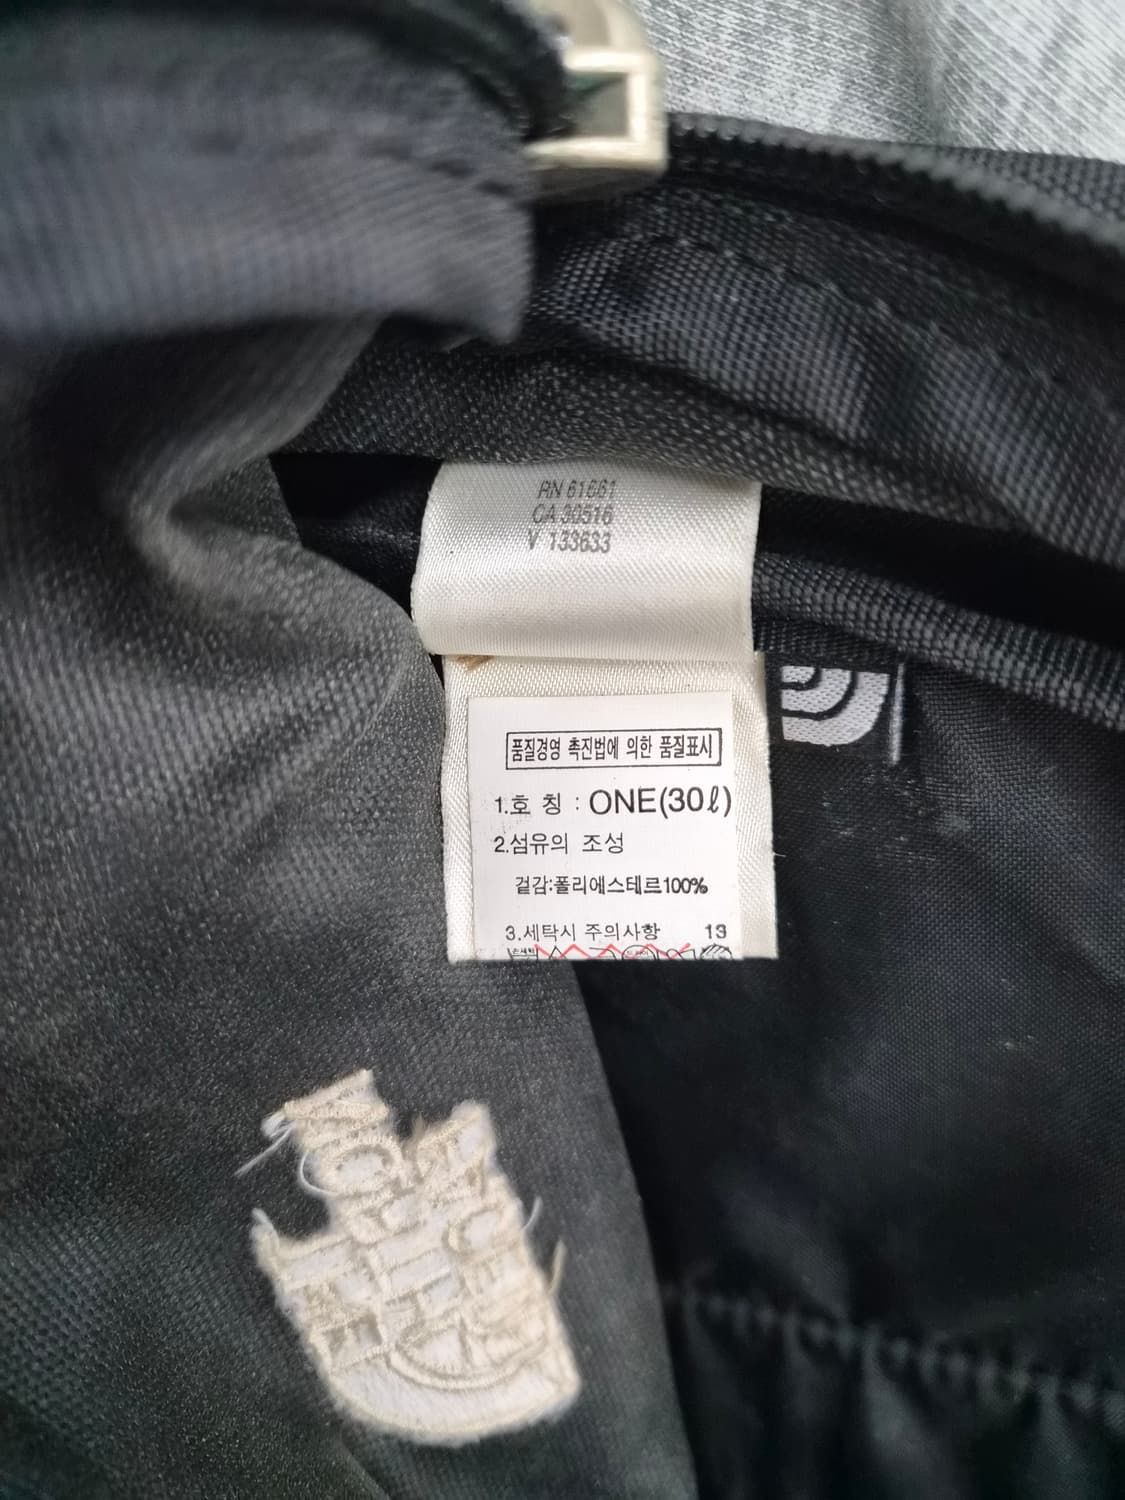 RN 61661
CA 30516
V 133633
품질경영 촉진법에 의한 품질표시
1.호 칭 : ONE(30ℓ)
2.섬유의 조성
겉감:폴리에스테르100%
3.세탁시 주의사항 13